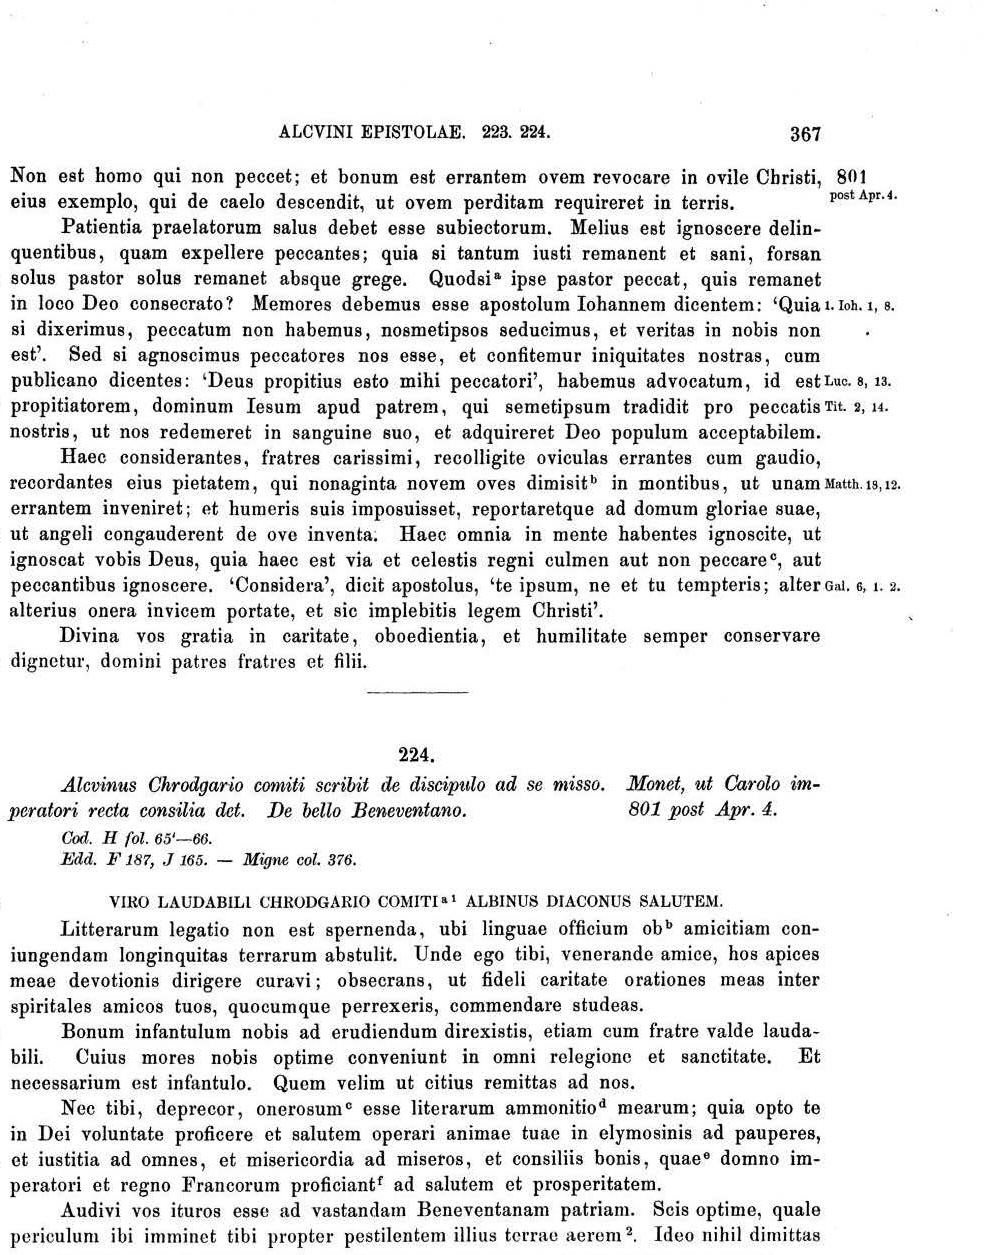 ALCVINI EPISTOLAE. 223. 224. 367
Non est homo qui non peccet; et bonum est errantem ovem revocare in ovile Christi, 801
eius exemplo, qui de caelo descendit, ut ovem perditam requireret in terris. post Apr. 4.
Patientia praelatorum salus debet esse subiectorum. Melius est ignoscere delin-
quentibus, quam expellere peccantes; quia si tantum iusti remanent et sani, forsan
solus pastor solus remanet absque grege. Quodsi ᵃ ipse pastor peccat, quis remanet
in loco Deo consecrato? Memores debemus esse apostolum Iohannem dicentem: ‘Quia 1. Ioh. 1, 8.
si dixerimus, peccatum non habemus, nosmetipsos seducimus, et veritas in nobis non
est’. Sed si agnoscimus peccatores nos esse, et confitemur iniquitates nostras, cum
publicano dicentes: ‘Deus propitius esto mihi peccatori’, habemus advocatum, id est Luc. 8, 13.
propitiatorem, dominum Iesum apud patrem, qui semetipsum tradidit pro peccatis Tit. 2, 14.
nostris, ut nos redemeret in sanguine suo, et adquireret Deo populum acceptabilem.
Haec considerantes, fratres carissimi, recolligite oviculas errantes cum gaudio,
recordantes eius pietatem, qui nonaginta novem oves dimisit ᵇ in montibus, ut unam Matth. 18, 12.
errantem inveniret; et humeris suis imposuisset, reportaretque ad domum gloriae suae,
ut angeli congauderent de ove inventa. Haec omnia in mente habentes ignoscite, ut
ignoscat vobis Deus, quia haec est via et celestis regni culmen aut non peccare ᶜ, aut
peccantibus ignoscere. ‘Considera’, dicit apostolus, ‘te ipsum, ne et tu tempteris; alter Gal. 6, 1. 2.
alterius onera invicem portate, et sic implebitis legem Christi’.
Divina vos gratia in caritate, oboedientia, et humilitate semper conservare
dignetur, domini patres fratres et filii.
224.
Alcvinus Chrodgario comiti scribit de discipulo ad se misso. Monet, ut Carolo im-
peratori recta consilia det. De bello Beneventano. 801 post Apr. 4.
Cod. H fol. 65'—66.
Edd. F 187, J 165. — Migne col. 376.
VIRO LAUDABILI CHRODGARIO COMITI ᵃ ¹ ALBINUS DIACONUS SALUTEM.
Litterarum legatio non est spernenda, ubi linguae officium ob ᵇ amicitiam con-
iungendam longinquitas terrarum abstulit. Unde ego tibi, venerande amice, hos apices
meae devotionis dirigere curavi; obsecrans, ut fideli caritate orationes meas inter
spiritales amicos tuos, quocumque perrexeris, commendare studeas.
Bonum infantulum nobis ad erudiendum direxistis, etiam cum fratre valde lauda-
bili. Cuius mores nobis optime conveniunt in omni relegione et sanctitate. Et
necessarium est infantulo. Quem velim ut citius remittas ad nos.
Nec tibi, deprecor, onerosum ᶜ esse literarum ammonitio ᵈ mearum; quia opto te
in Dei voluntate proficere et salutem operari animae tuae in elymosinis ad pauperes,
et iustitia ad omnes, et misericordia ad miseros, et consiliis bonis, quae ᵉ domno im-
peratori et regno Francorum proficiant ᶠ ad salutem et prosperitatem.
Audivi vos ituros esse ad vastandam Beneventanam patriam. Scis optime, quale
periculum ibi imminet tibi propter pestilentem illius terrae aerem ². Ideo nihil dimittas